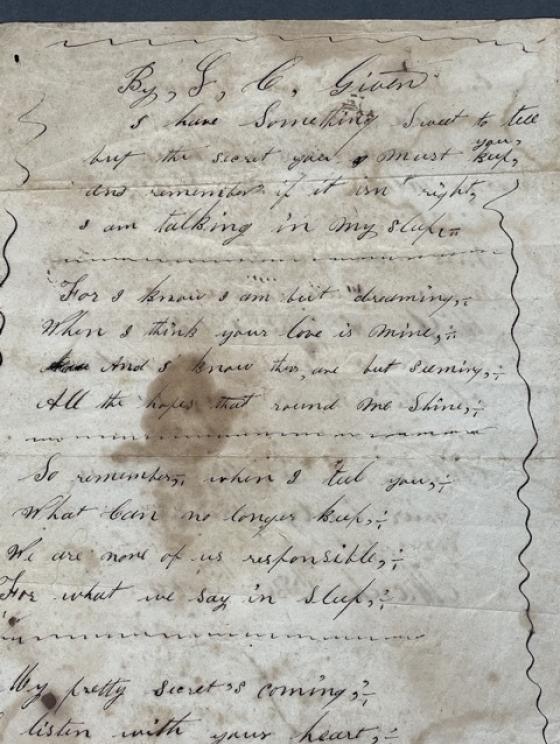 By, S, C, Given
I have Something Sweet to tell you,
but the secret you must keep,
and remember if it isn't right,
I am talking in my sleep
For I know I am but dreaming,
When I think your love is mine,
And I know they are but seeming,
All the hopes that round me Shine,
So remember, when I tell you,
What Can no longer keep,
We are none of us responsible,
For what we say in sleep,
My pretty secret's coming,
listen with your heart,